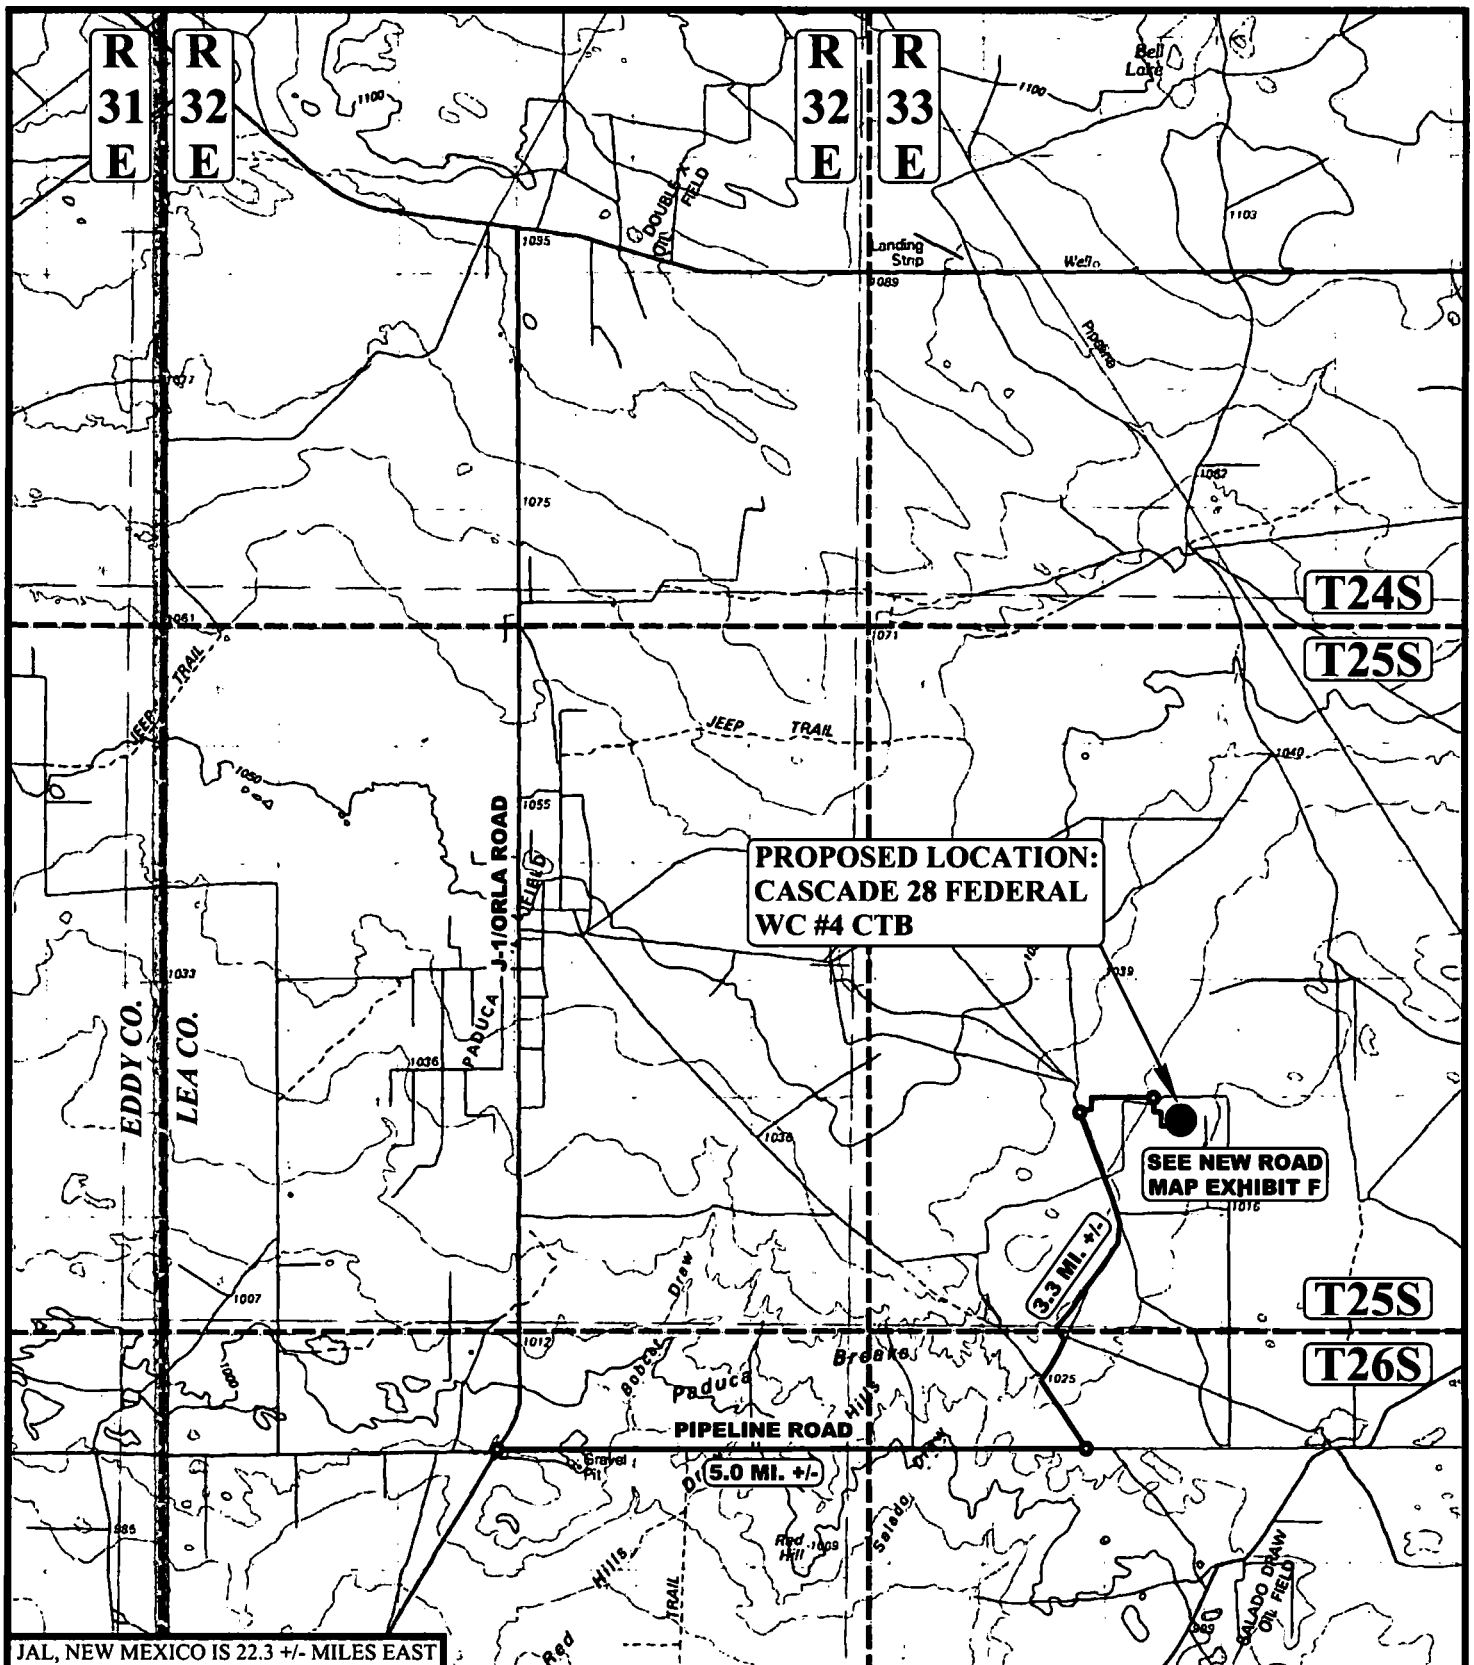 R
31
E
R
32
E
R
32
E
R
33
E
Bell
Lake
1100
1100
DOUBLE X
OIL FIELD
1103
1095
Landing
Strip
Well
1089
Pipeline
1075
1062
T24S
1061
1071
T25S
JEEP TRAIL
JEEP TRAIL
1040
1050
1055
J-1/ORLA ROAD
PROPOSED LOCATION:
CASCADE 28 FEDERAL
WC #4 CTB
1033
1039
EDDY CO.
LEA CO.
PADUCA
1036
1036
SEE NEW ROAD
MAP EXHIBIT F
1016
3.3 MI. +/-
Draw
1007
T25S
1012
Bobcat
Breaks
T26S
1000
Paduca
1025
Hills
PIPELINE ROAD
Draw
Gravel
Pit
5.0 MI. +/-
985
Salado
Red
Hill
1009
Hills
TRAIL
SALADO DRAW
OIL FIELD
989
Red
JAL, NEW MEXICO IS 22.3 +/- MILES EAST